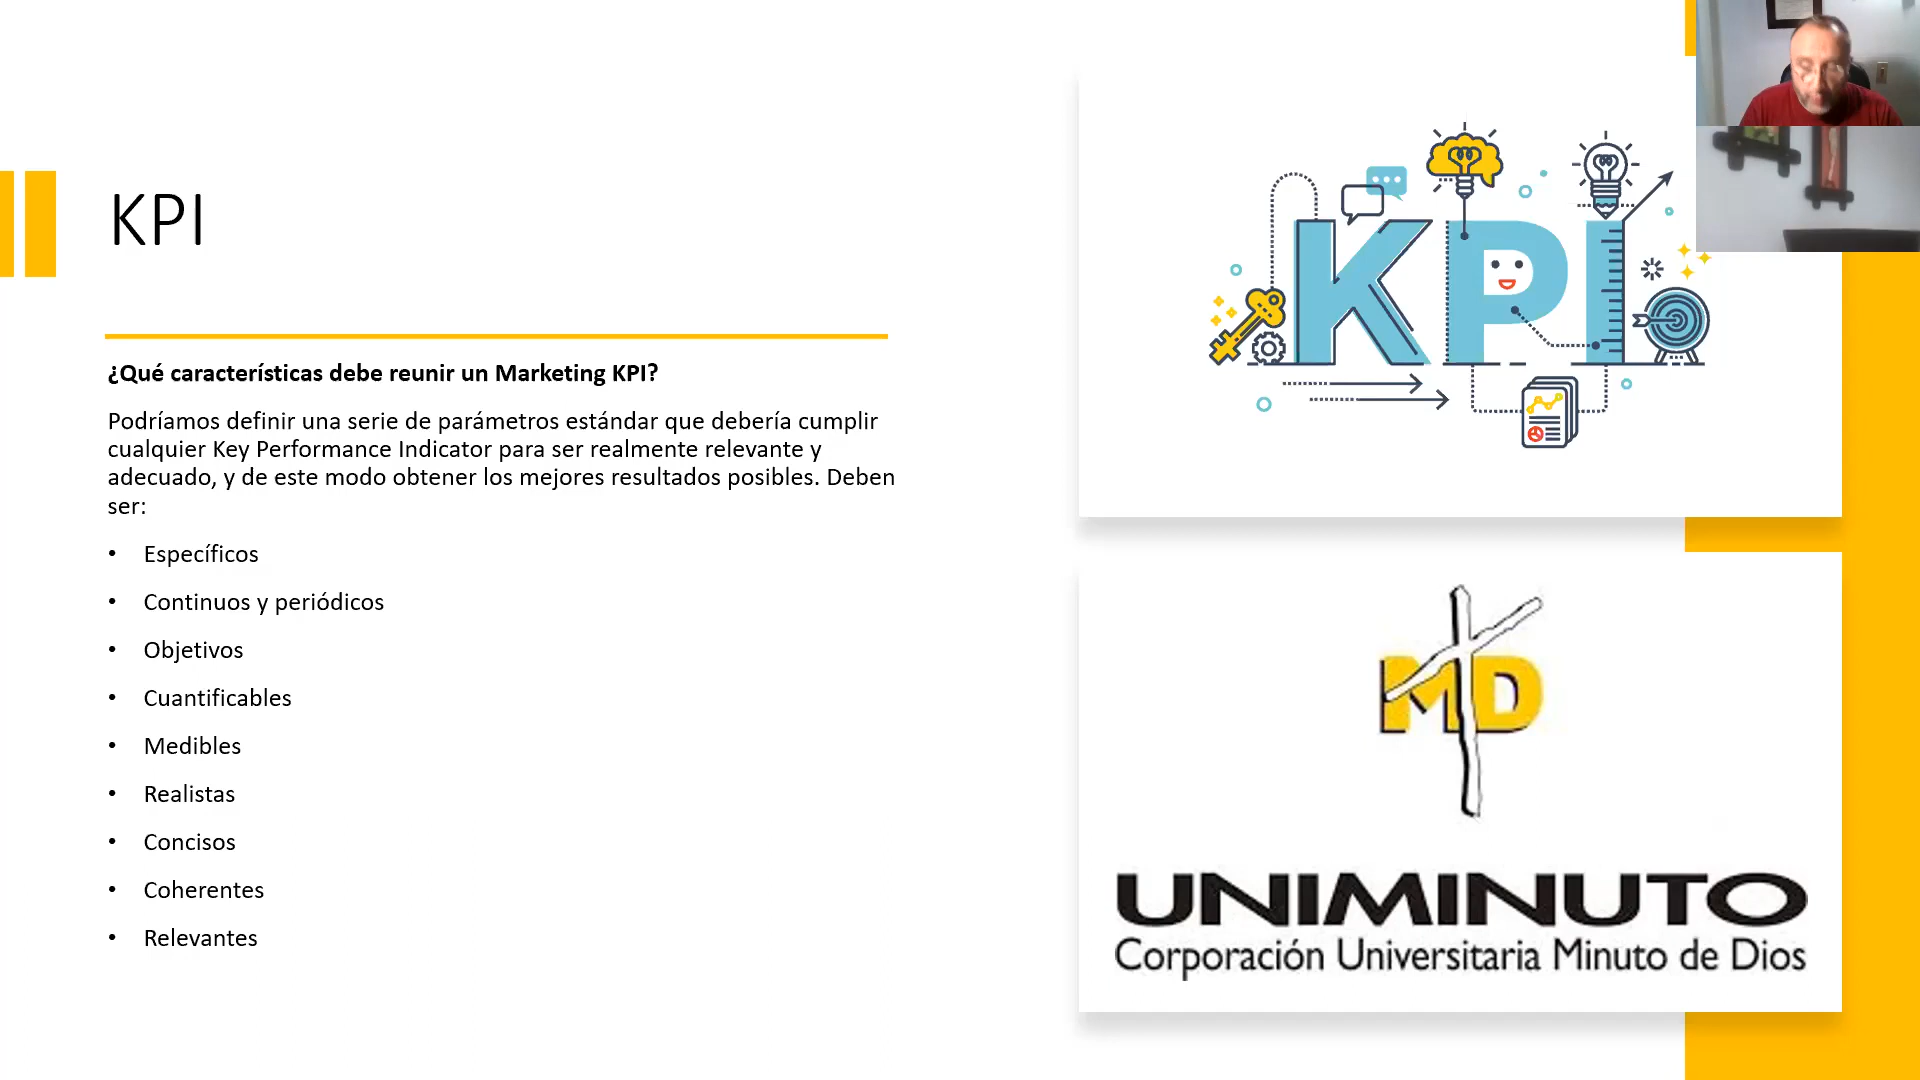 KPI
¿Qué características debe reunir un Marketing KPI?
Podríamos definir una serie de parámetros estándar que debería cumplir
cualquier Key Performance Indicator para ser realmente relevante y
adecuado, y de este modo obtener los mejores resultados posibles. Deben
ser:
• Específicos
• Continuos y periódicos
• Objetivos
• Cuantificables
• Medibles
• Realistas
• Concisos
• Coherentes
• Relevantes
KPI
MD
UNIMINUTO
Corporación Universitaria Minuto de Dios